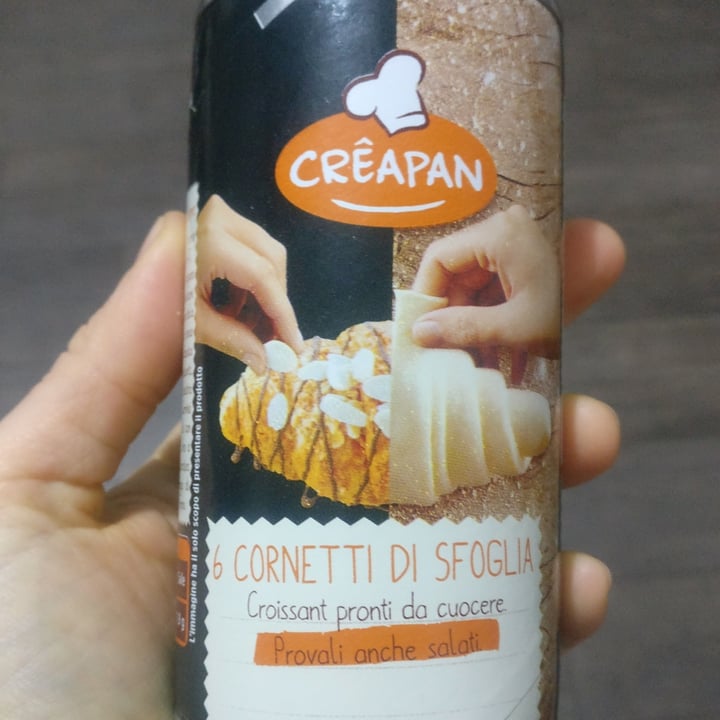 CRÊAPAN
6 CORNETTI DI SFOGLIA
Croissant pronti da cuocere.
Provali anche salati.
L'immagine ha il solo scopo di presentare il prodotto